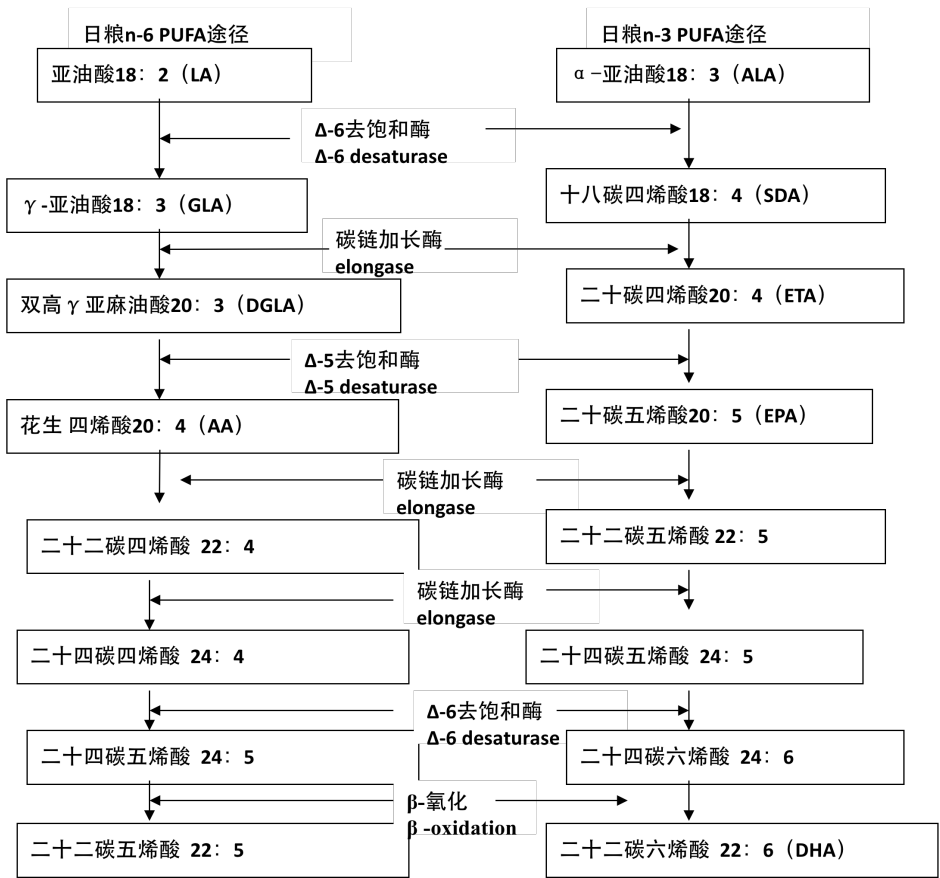 日粮n-6 PUFA途径
日粮n-3 PUFA途径
亚油酸18：2（LA）
α－亚油酸18：3（ALA）
Δ-6去饱和酶
Δ-6 desaturase
γ-亚油酸18：3（GLA）
十八碳四烯酸18：4（SDA）
碳链加长酶
elongase
双高γ亚麻油酸20：3（DGLA）
二十碳四烯酸20：4（ETA）
Δ-5去饱和酶
Δ-5 desaturase
花生 四烯酸20：4（AA）
二十碳五烯酸20：5（EPA）
碳链加长酶
elongase
二十二碳四烯酸 22：4
二十二碳五烯酸 22：5
碳链加长酶
elongase
二十四碳四烯酸 24：4
二十四碳五烯酸 24：5
Δ-6去饱和酶
Δ-6 desaturase
二十四碳五烯酸 24：5
二十四碳六烯酸 24：6
β-氧化
β -oxidation
二十二碳五烯酸 22：5
二十二碳六烯酸 22：6（DHA）